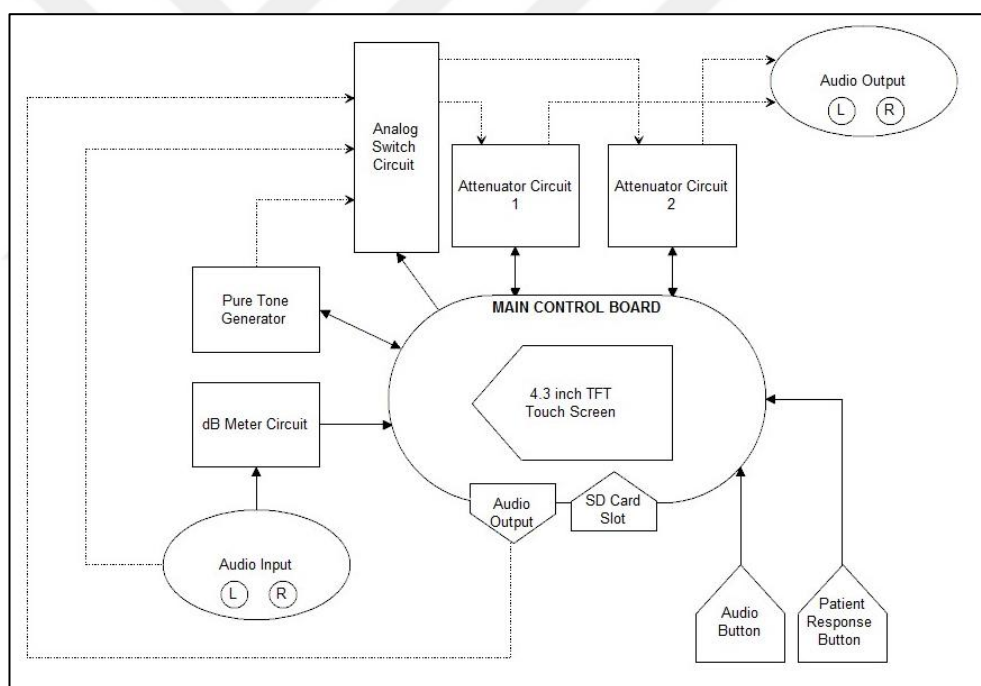 Audio Output
L R
Analog
Switch
Circuit
Attenuator Circuit
1
Attenuator Circuit
2
Pure Tone
Generator
MAIN CONTROL BOARD
4.3 inch TFT
Touch Screen
dB Meter Circuit
Audio
Output
SD Card
Slot
Audio Input
L R
Audio
Button
Patient
Response
Button